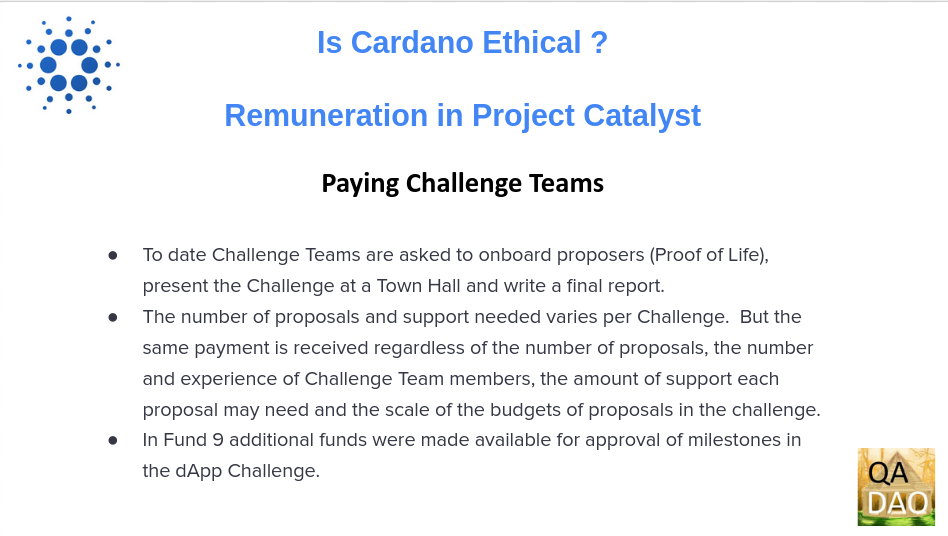 Is Cardano Ethical ?
Remuneration in Project Catalyst
Paying Challenge Teams
● To date Challenge Teams are asked to onboard proposers (Proof of Life),
present the Challenge at a Town Hall and write a final report.
● The number of proposals and support needed varies per Challenge.  But the
same payment is received regardless of the number of proposals, the number
and experience of Challenge Team members, the amount of support each
proposal may need and the scale of the budgets of proposals in the challenge.
● In Fund 9 additional funds were made available for approval of milestones in
the dApp Challenge.
QA
DAO